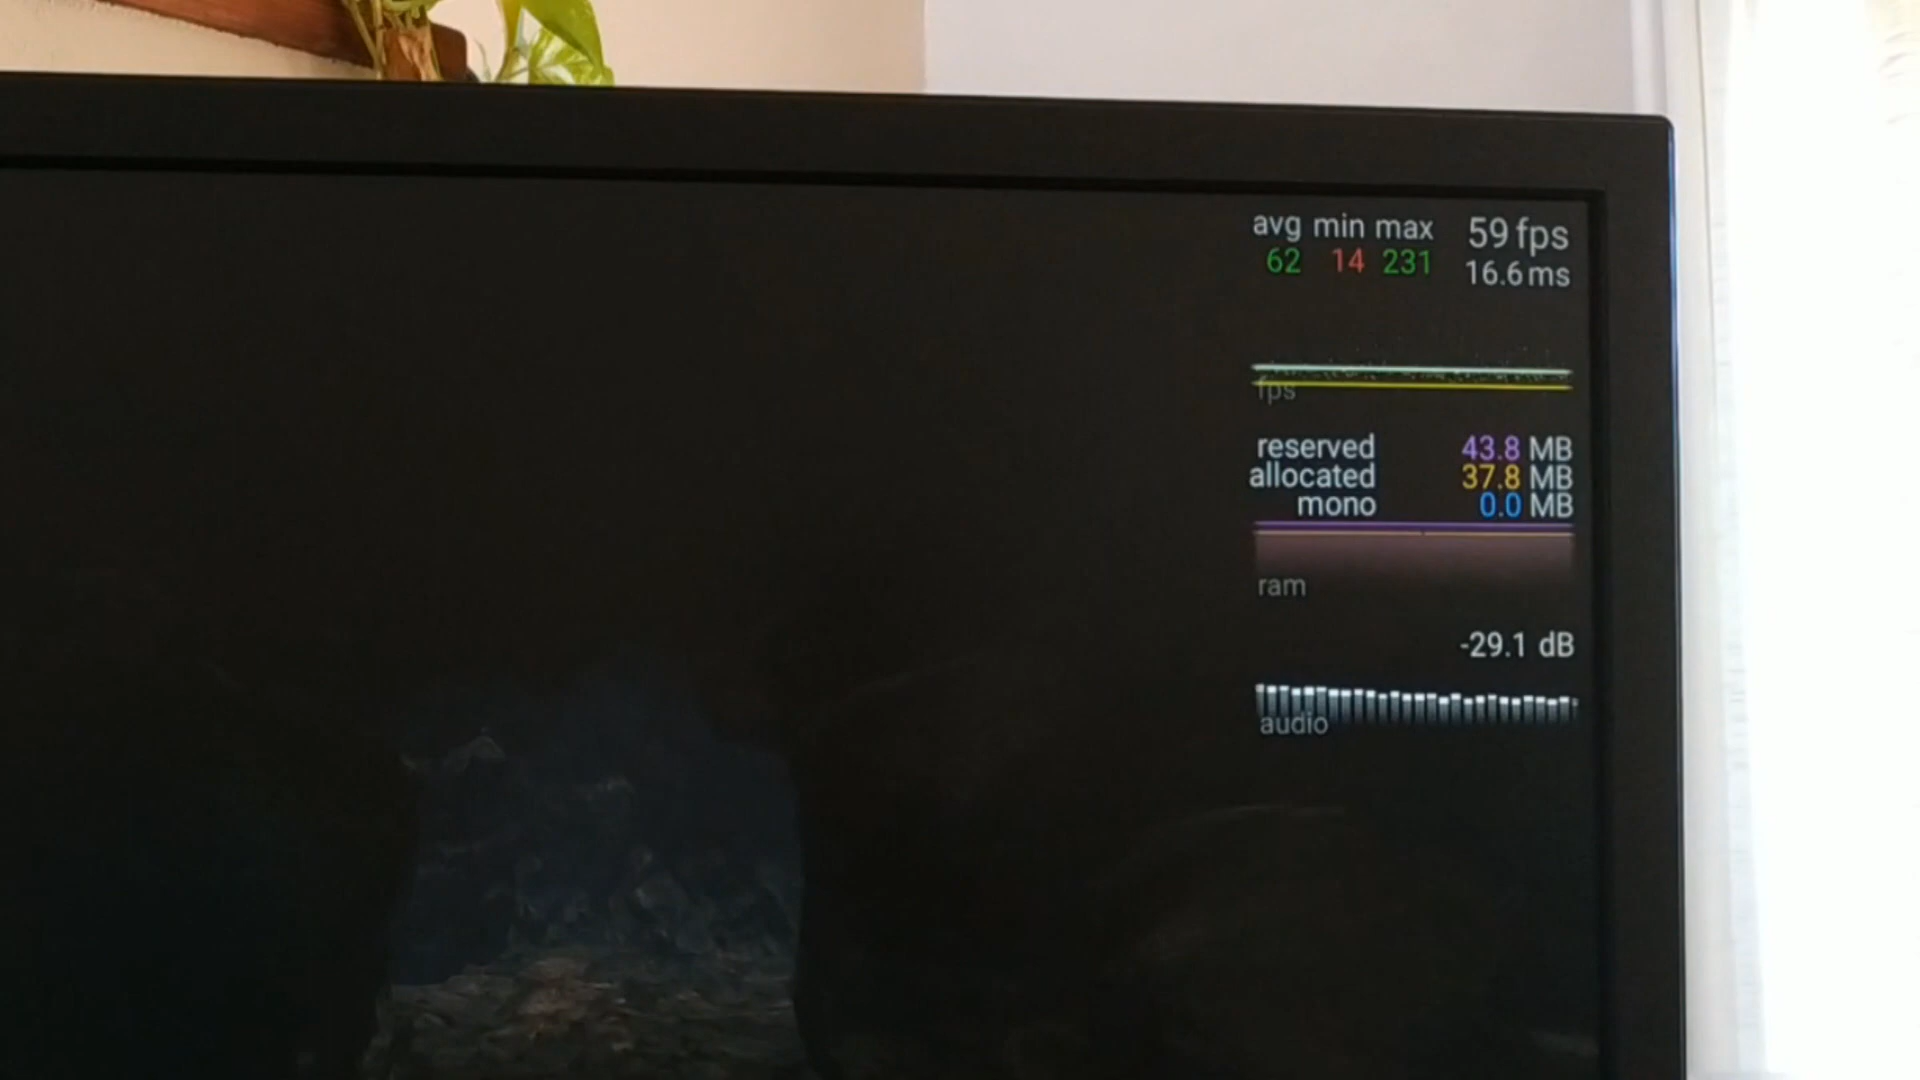 avg min max 59 fps
62 14 231 16.6 ms
fps
reserved 43.8 MB
allocated 37.8 MB
mono 0.0 MB
ram
-29.1 dB
audio